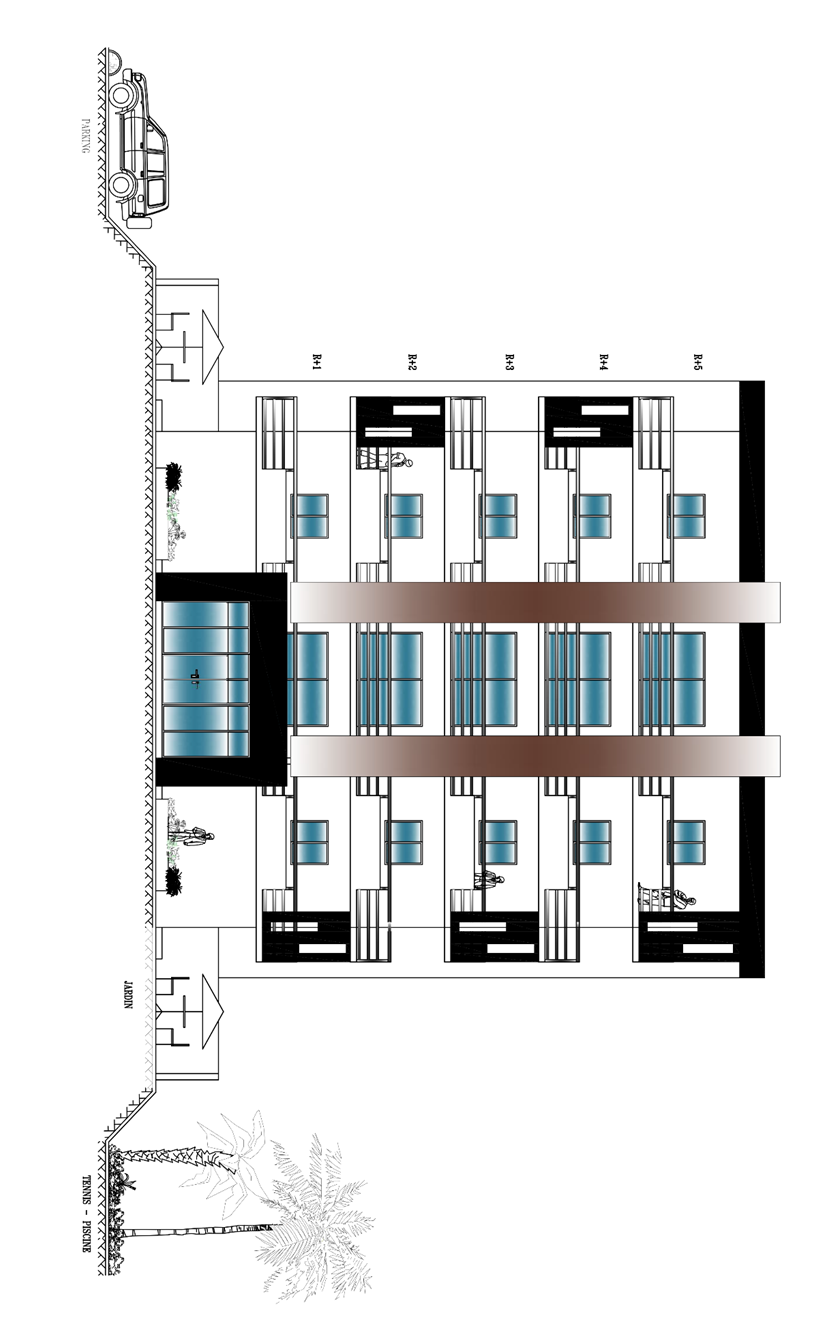 R+5
R+4
R+3
R+2
R+1
PARKING
JARDIN
TENNIS - PISCINE